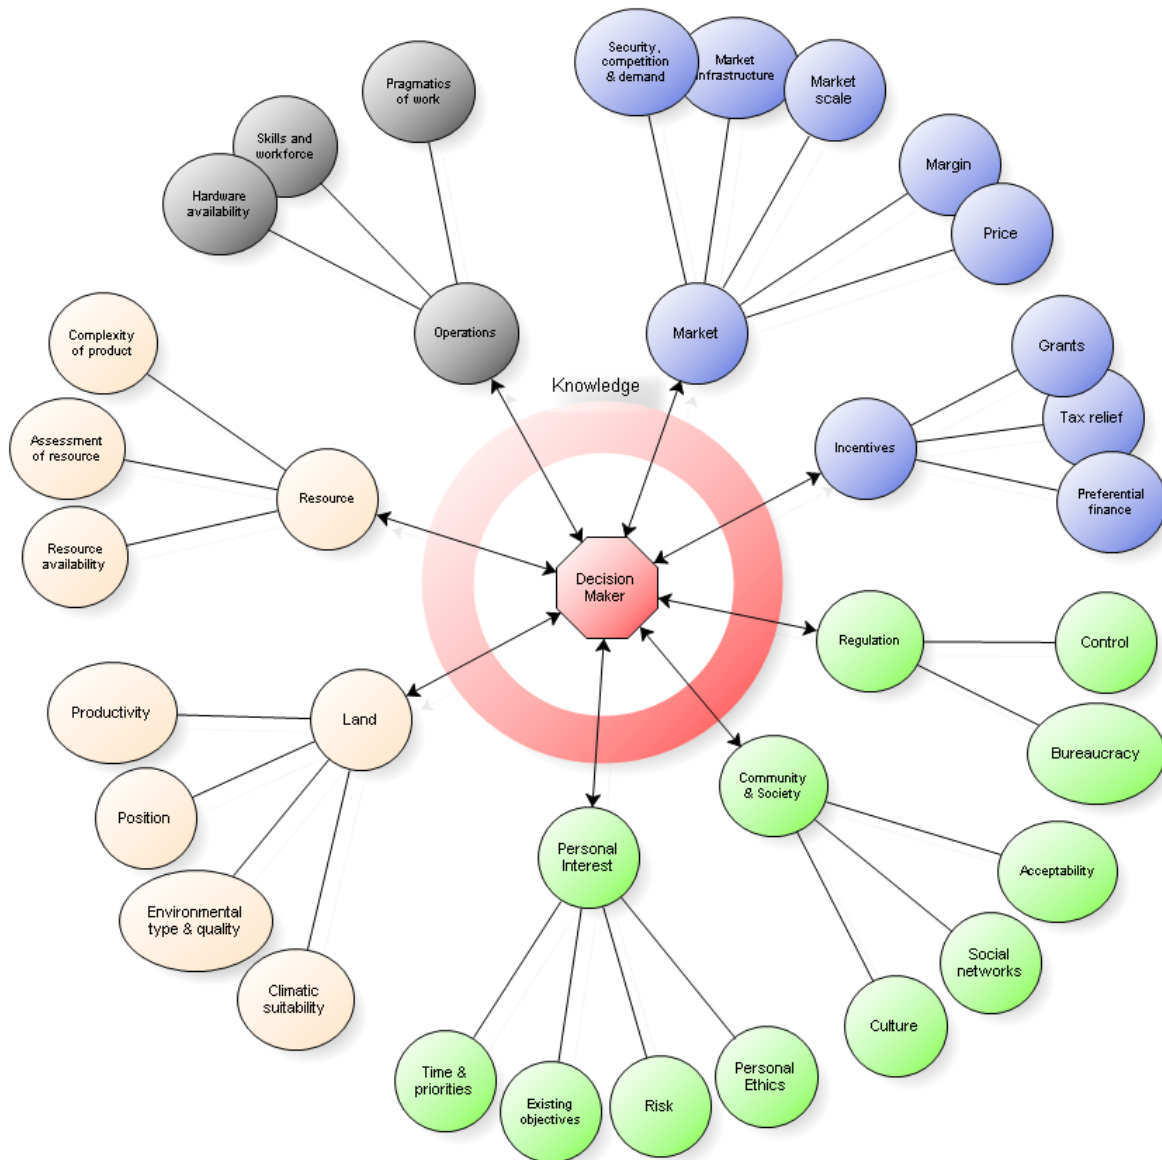 Security,
competition
& demand
Market
infrastructure
Market
scale
Pragmatics
of work
Skills and
workforce
Hardware
availability
Margin
Price
Operations
Market
Complexity
of product
Grants
Knowledge
Tax relief
Assessment
of resource
Incentives
Resource
Preferential
finance
Resource
availability
Decision
Maker
Regulation
Control
Productivity
Land
Bureaucracy
Community
& Society
Position
Personal
Interest
Acceptability
Environmental
type & quality
Social
networks
Climatic
suitability
Culture
Time &
priorities
Existing
objectives
Risk
Personal
Ethics